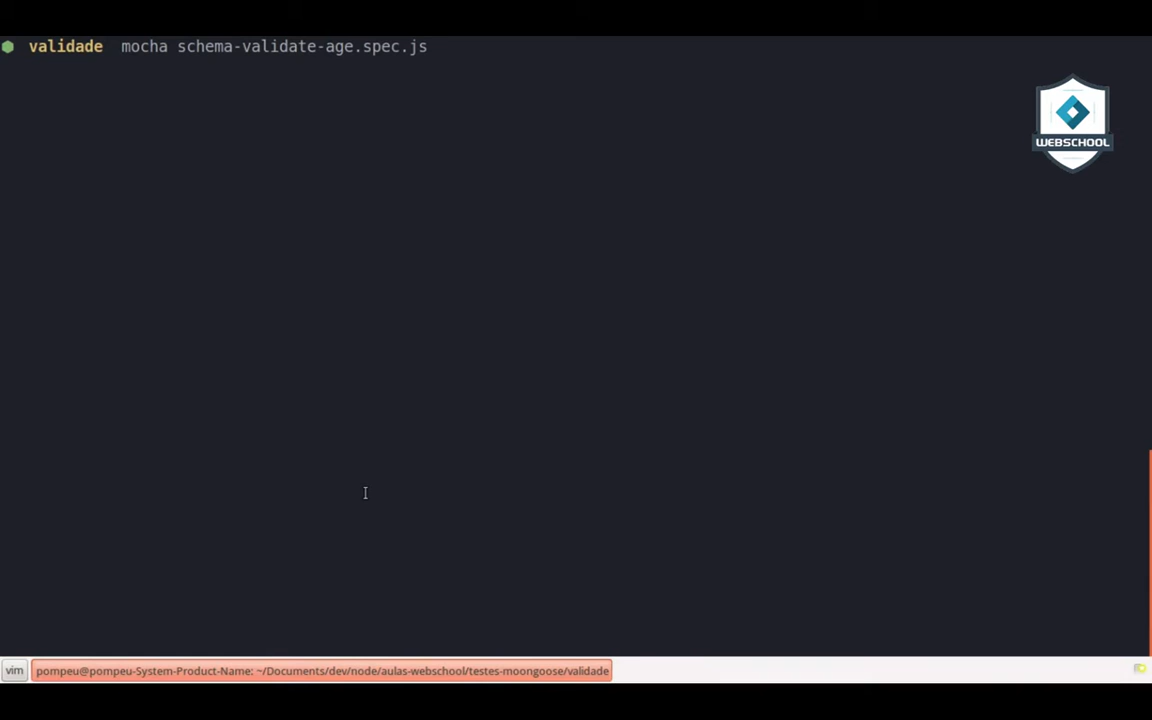 validade mocha schema-validate-age.spec.js
WEBSCHOOL
vim
pompeu@pompeu-System-Product-Name: ~/Documents/dev/node/aulas-webschool/testes-moongoose/validade